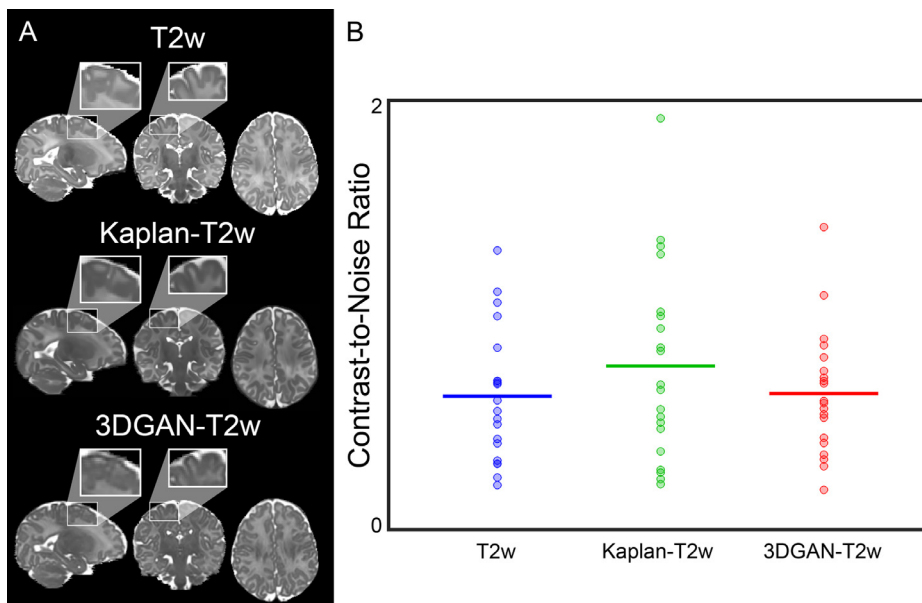 A
T2w
Kaplan-T2w
3DGAN-T2w
B
Contrast-to-Noise Ratio
2
0
T2w
Kaplan-T2w
3DGAN-T2w